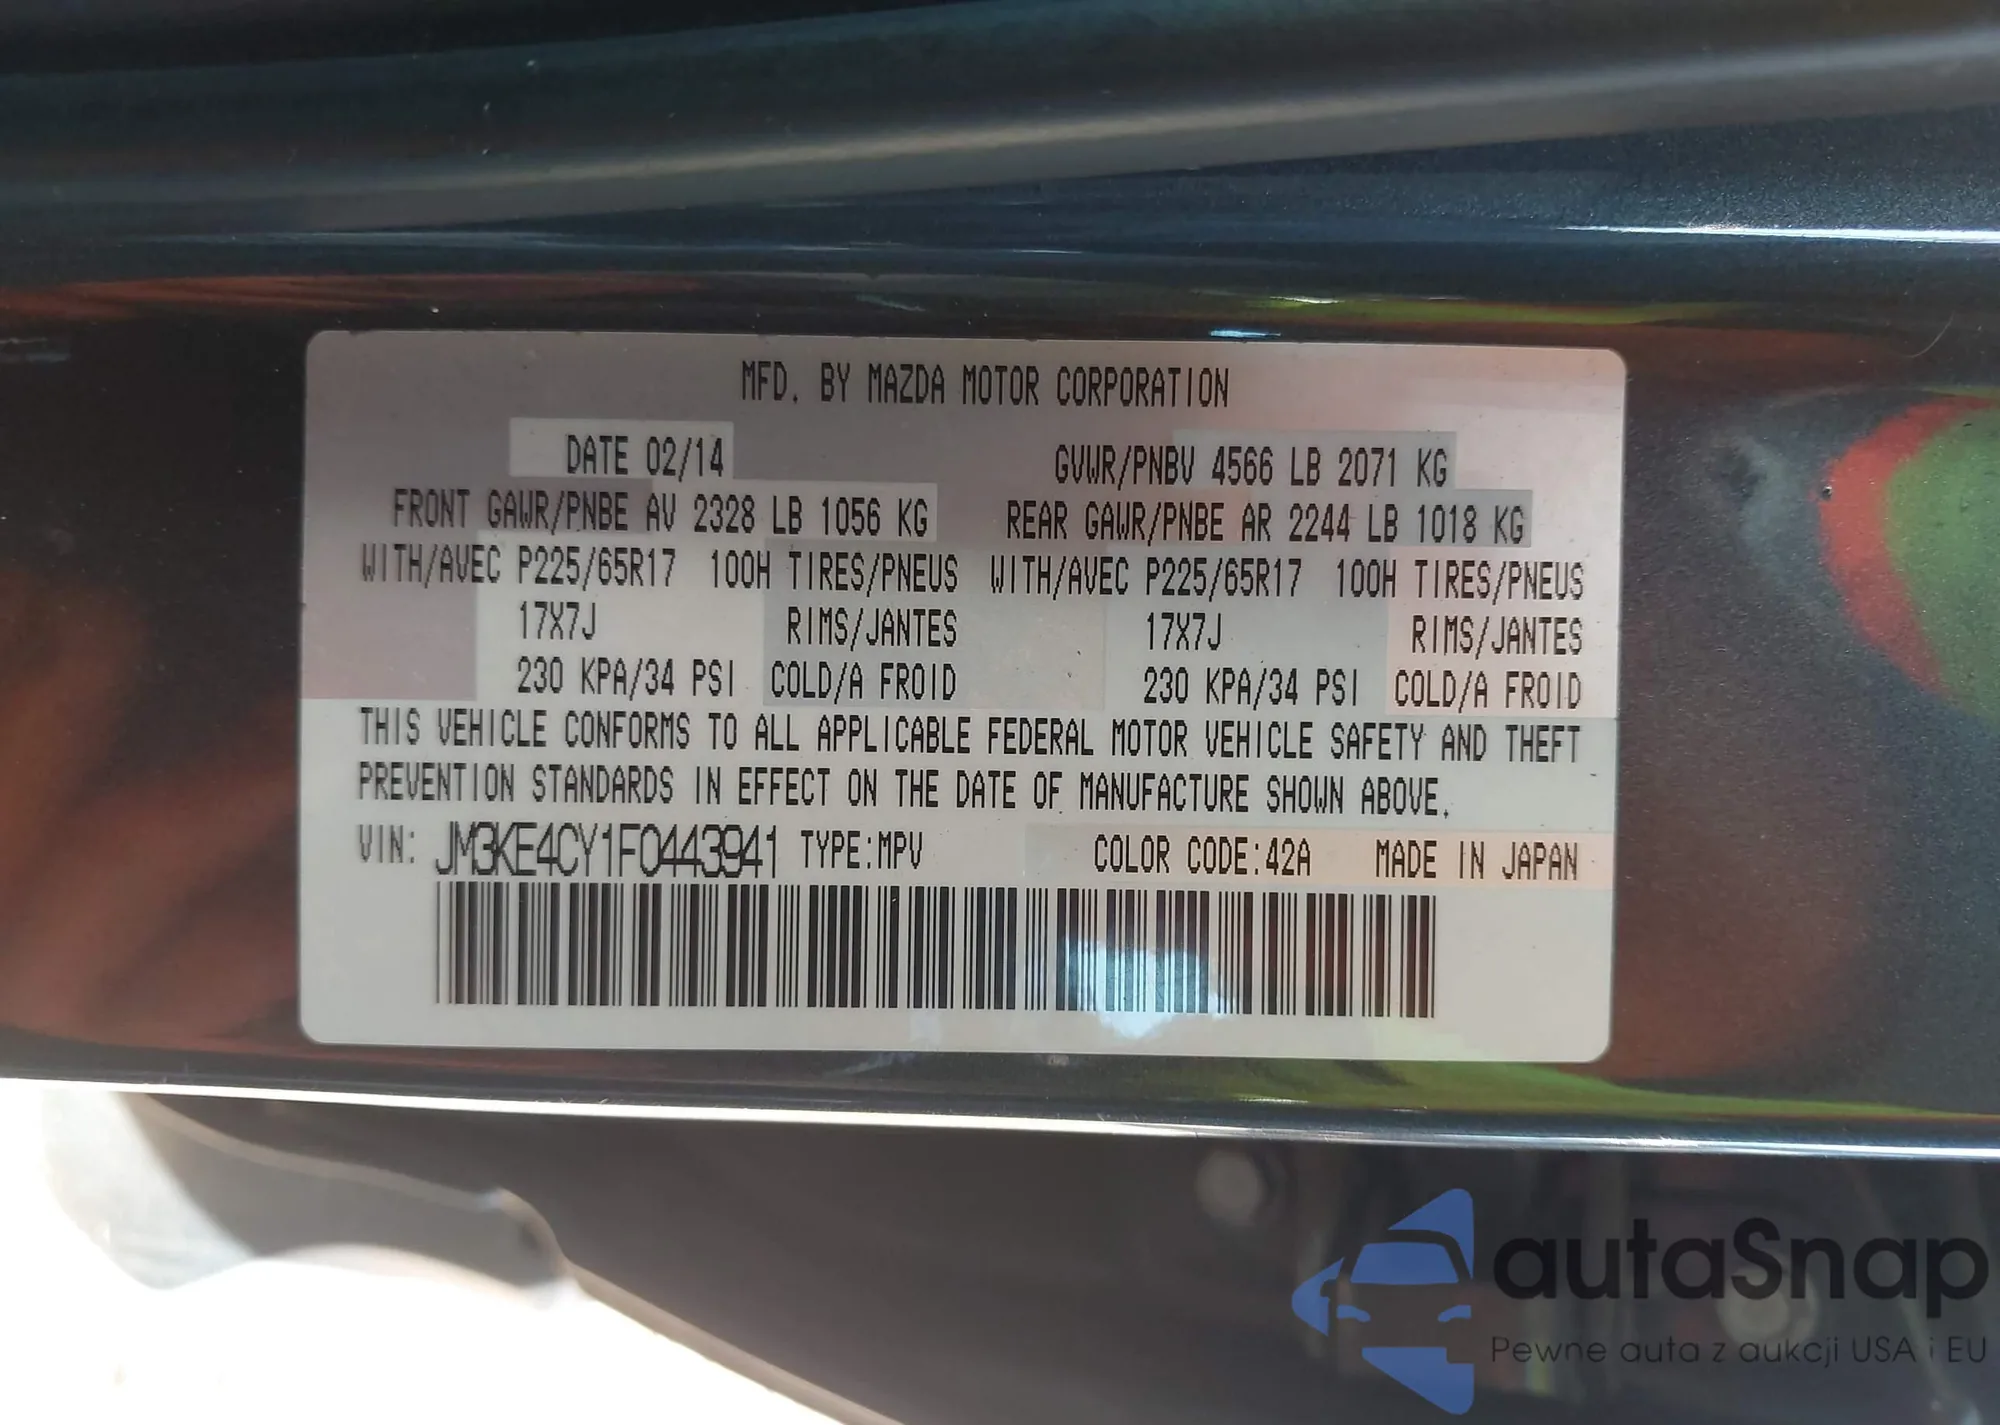 MFD. BY MAZDA MOTOR CORPORATION
DATE 02/14 GVWR/PNBV 4566 LB 2071 KG
FRONT GAWR/PNBE AV 2328 LB 1056 KG REAR GAWR/PNBE AR 2244 LB 1018 KG
WITH/AVEC P225/65R17 100H TIRES/PNEUS WITH/AVEC P225/65R17 100H TIRES/PNEUS
17X7J RIMS/JANTES 17X7J RIMS/JANTES
230 KPA/34 PSI COLD/A FROID 230 KPA/34 PSI COLD/A FROID
THIS VEHICLE CONFORMS TO ALL APPLICABLE FEDERAL MOTOR VEHICLE SAFETY AND THEFT
PREVENTION STANDARDS IN EFFECT ON THE DATE OF MANUFACTURE SHOWN ABOVE.
VIN: JM3KE4CY1F0443941 TYPE:MPV COLOR CODE:42A MADE IN JAPAN
autaSnap
Pewne auta z aukcji USA i EU